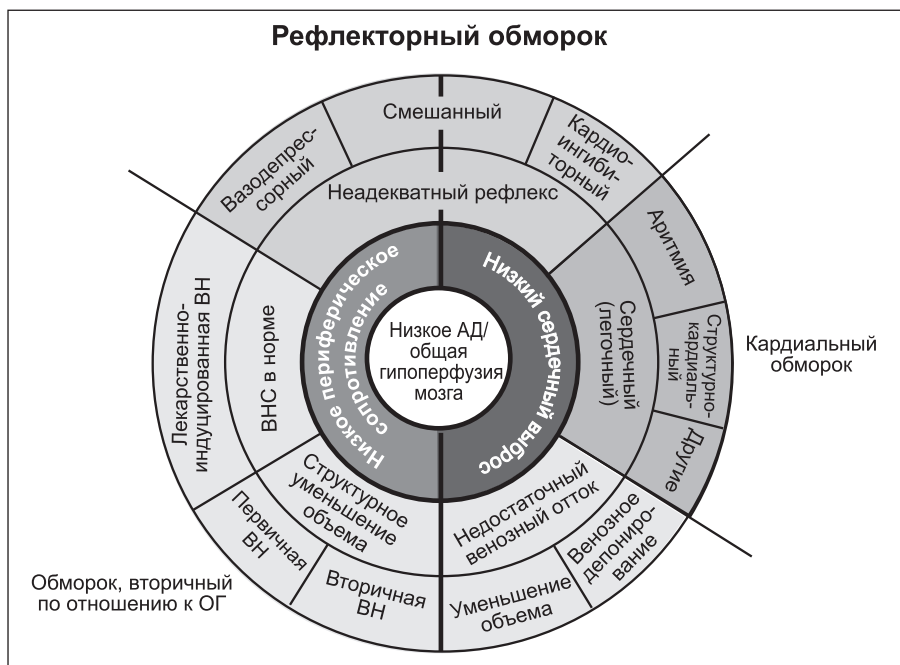 Рефлекторный обморок
Смешанный
Вазодепрес-
сорный
Кардио-
ингиби-
торный
Неадекватный рефлекс
Аритмия
Структурно-
кардиаль-
ный
Другие
Сердечный
(легочный)
Кардиальный
обморок
Лекарственно-
индуцированная ВН
ВНС в норме
Низкое периферическое
сопротивление
Низкий сердечный выброс
Низкое АД/
общая
гипоперфузия
мозга
Структурное
уменьшение
объема
Недостаточный
венозный отток
Первичная
ВН
Вторичная
ВН
Уменьшение
объема
Венозное
депониро-
вание
Обморок, вторичный
по отношению к ОГ